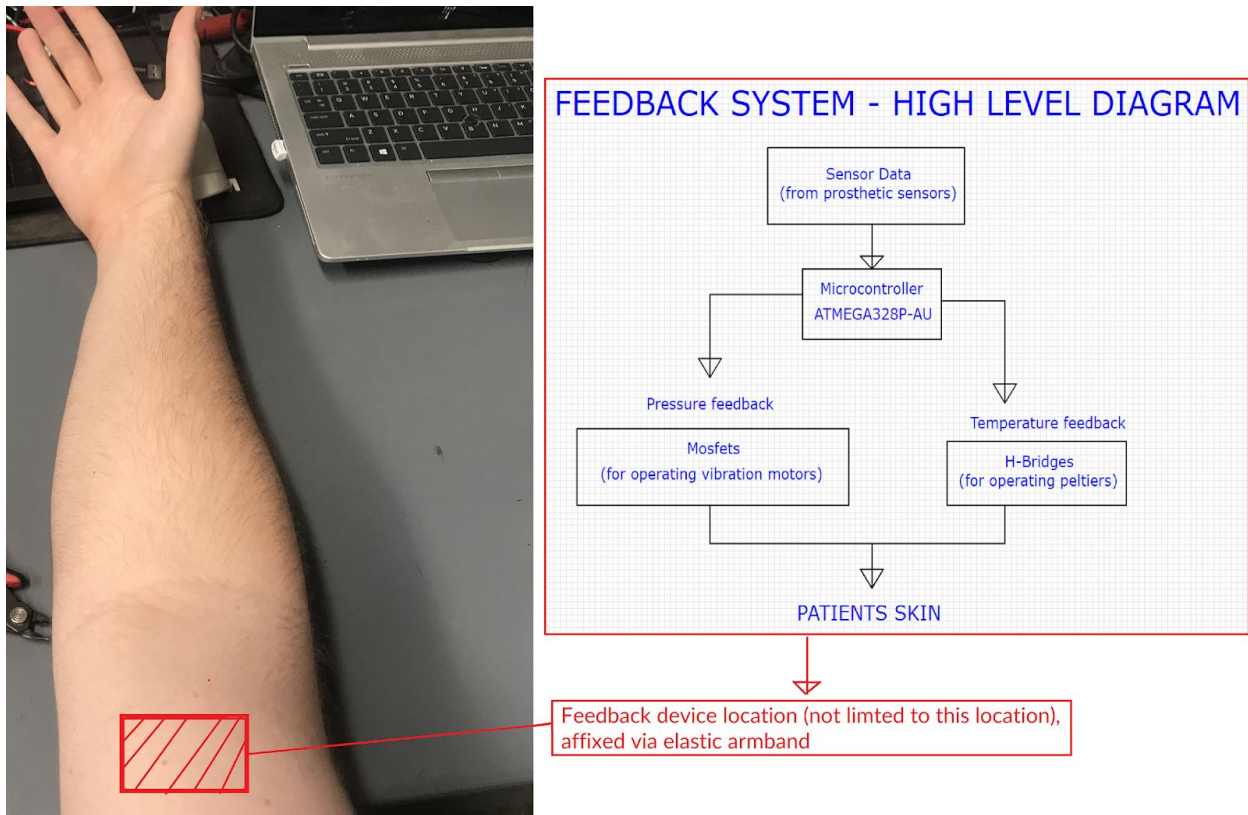 FEEDBACK SYSTEM - HIGH LEVEL DIAGRAM
Sensor Data
(from prosthetic sensors)
Microcontroller
ATMEGA328P-AU
Pressure feedback
Mosfets
(for operating vibration motors)
Temperature feedback
H-Bridges
(for operating peltiers)
PATIENTS SKIN
Feedback device location (not limted to this location),
affixed via elastic armband